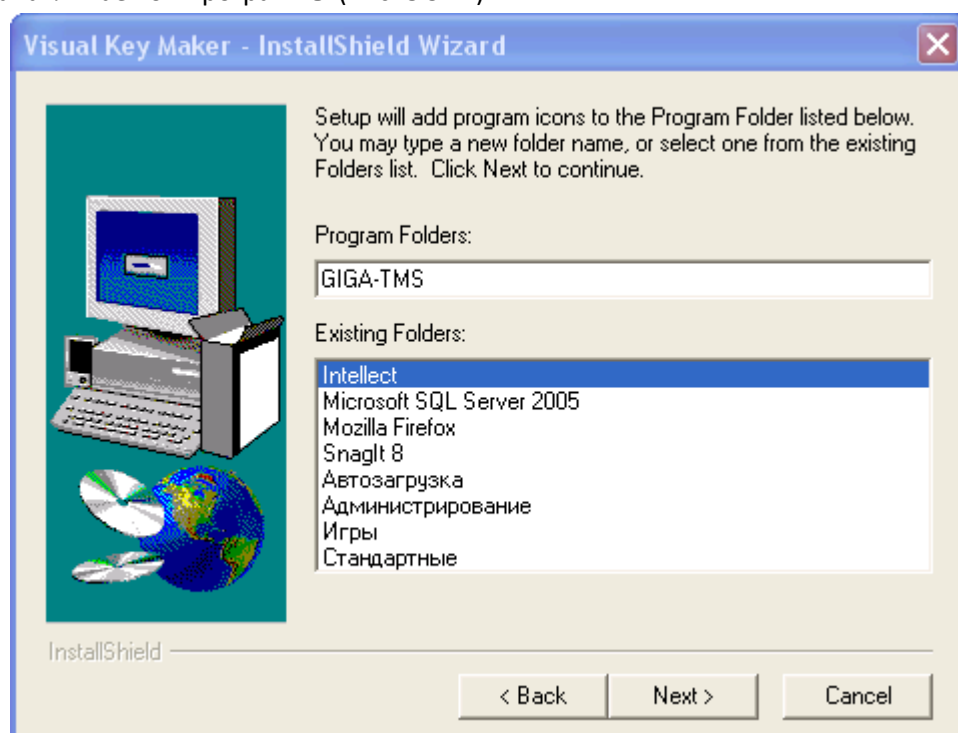 Visual Key Maker - InstallShield Wizard
Setup will add program icons to the Program Folder listed below.
You may type a new folder name, or select one from the existing
Folders list. Click Next to continue.
Program Folders:
GIGA-TMS
Existing Folders:
Intellect
Microsoft SQL Server 2005
Mozilla Firefox
SnagIt 8
Автозагрузка
Администрирование
Игры
Стандартные
InstallShield
< Back
Next >
Cancel